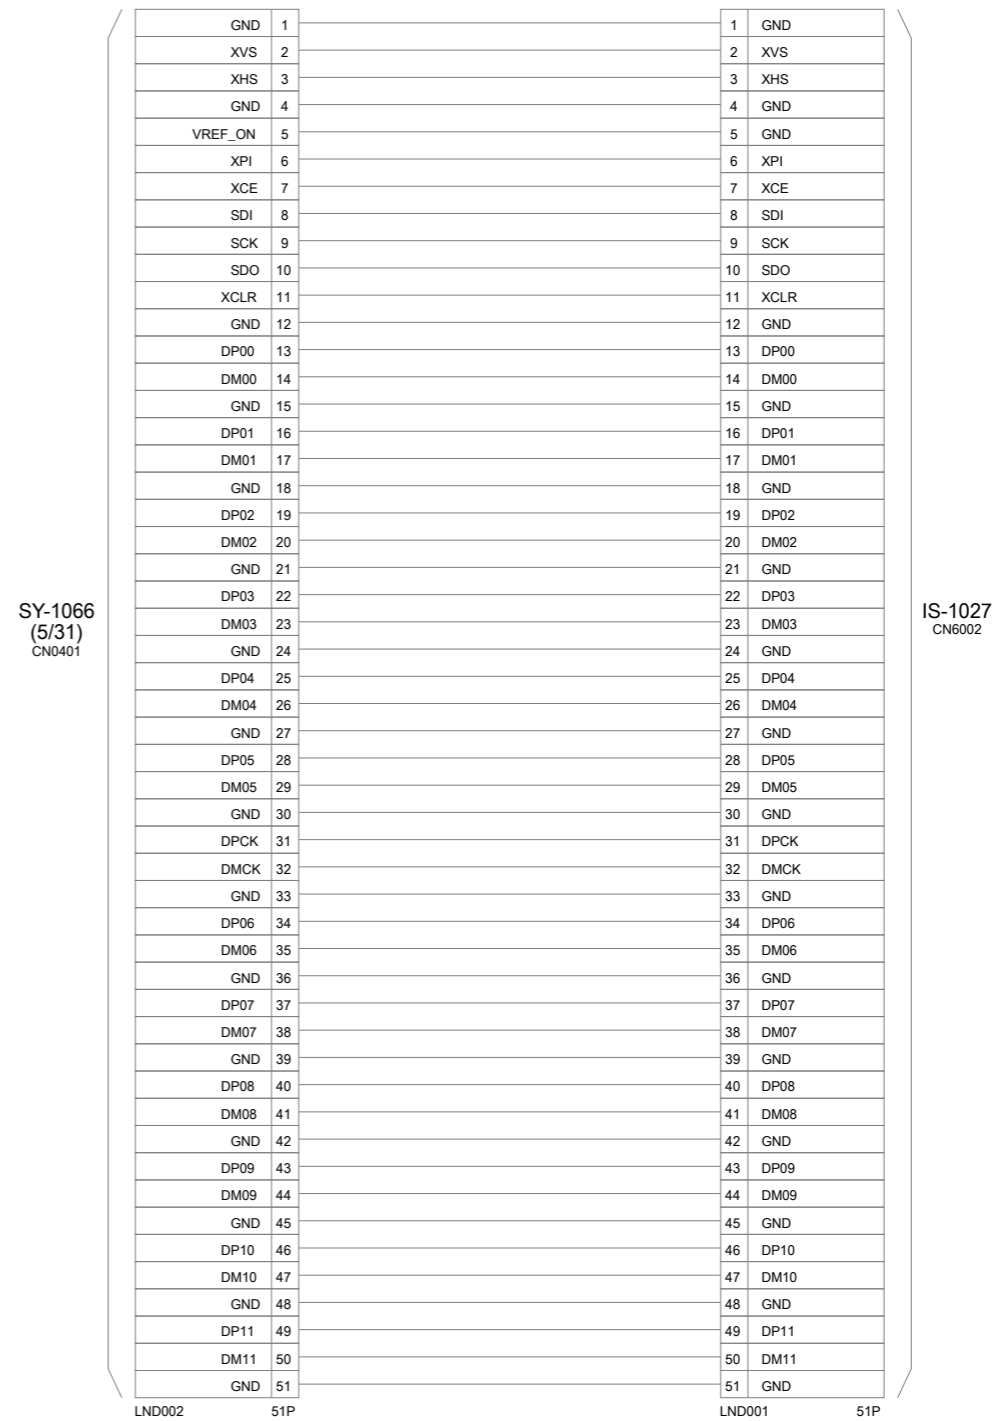 GND 1 1 GND
XVS 2 2 XVS
XHS 3 3 XHS
GND 4 4 GND
VREF_ON 5 5 GND
XPI 6 6 XPI
XCE 7 7 XCE
SDI 8 8 SDI
SCK 9 9 SCK
SDO 10 10 SDO
XCLR 11 11 XCLR
GND 12 12 GND
DP00 13 13 DP00
DM00 14 14 DM00
GND 15 15 GND
DP01 16 16 DP01
DM01 17 17 DM01
GND 18 18 GND
DP02 19 19 DP02
DM02 20 20 DM02
GND 21 21 GND
DP03 22 22 DP03
SY-1066
(5/31)
CN0401
IS-1027
CN6002
DM03 23 23 DM03
GND 24 24 GND
DP04 25 25 DP04
DM04 26 26 DM04
GND 27 27 GND
DP05 28 28 DP05
DM05 29 29 DM05
GND 30 30 GND
DPCK 31 31 DPCK
DMCK 32 32 DMCK
GND 33 33 GND
DP06 34 34 DP06
DM06 35 35 DM06
GND 36 36 GND
DP07 37 37 DP07
DM07 38 38 DM07
GND 39 39 GND
DP08 40 40 DP08
DM08 41 41 DM08
GND 42 42 GND
DP09 43 43 DP09
DM09 44 44 DM09
GND 45 45 GND
DP10 46 46 DP10
DM10 47 47 DM10
GND 48 48 GND
DP11 49 49 DP11
DM11 50 50 DM11
GND 51 51 GND
LND002 51P LND001 51P